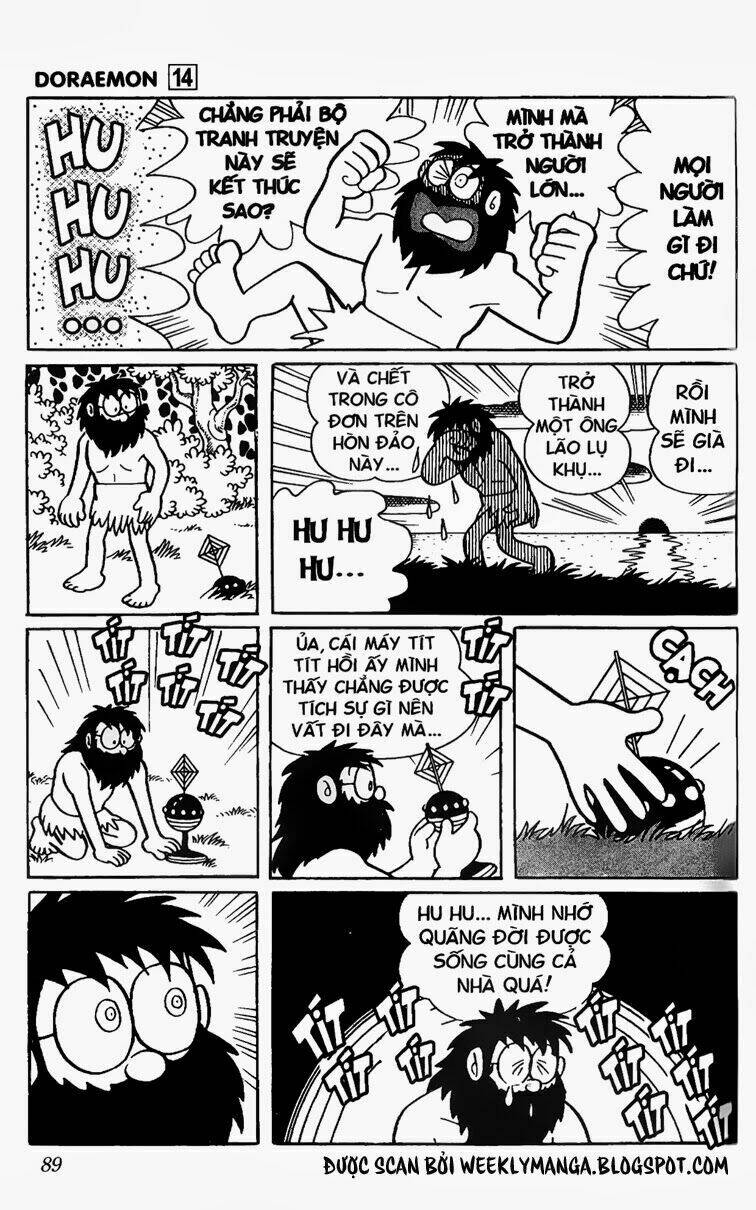 DORAEMON 14
MỌI
NGƯỜI
LÀM
GÌ ĐI
CHỨ!
MÌNH MÀ
TRỞ THÀNH
NGƯỜI
LỚN...
CHẲNG PHẢI BỘ
TRANH TRUYỆN
NÀY SẼ
KẾT THÚC
SAO?
HU
HU
HU
...
RỒI
MÌNH
SẼ GIÀ
ĐI...
TRỞ
THÀNH
MỘT ÔNG
LÃO LỤ
KHỤ...
VÀ CHẾT
TRONG CÔ
ĐƠN TRÊN
HÒN ĐẢO
NÀY...
HU HU
HU...
CẠCH
ỦA, CÁI MÁY TÍT
TÍT HỒI ẤY MÌNH
THẤY CHẲNG ĐƯỢC
TÍCH SỰ GÌ NÊN
VẤT ĐI ĐÂY MÀ...
TÍT
TÍT
TÍT
TÍT
TÍT
TÍT
TÍT
TÍT
HU HU... MÌNH NHỚ
QUÃNG ĐỜI ĐƯỢC
SỐNG CÙNG CẢ
NHÀ QUÁ!
TÍT
TÍT
TÍT
TÍT
TÍT
TÍT
TÍT
TÍT
TÍT
TÍT
89
ĐƯỢC SCAN BỞI WEEKLYMANGA.BLOGSPOT.COM